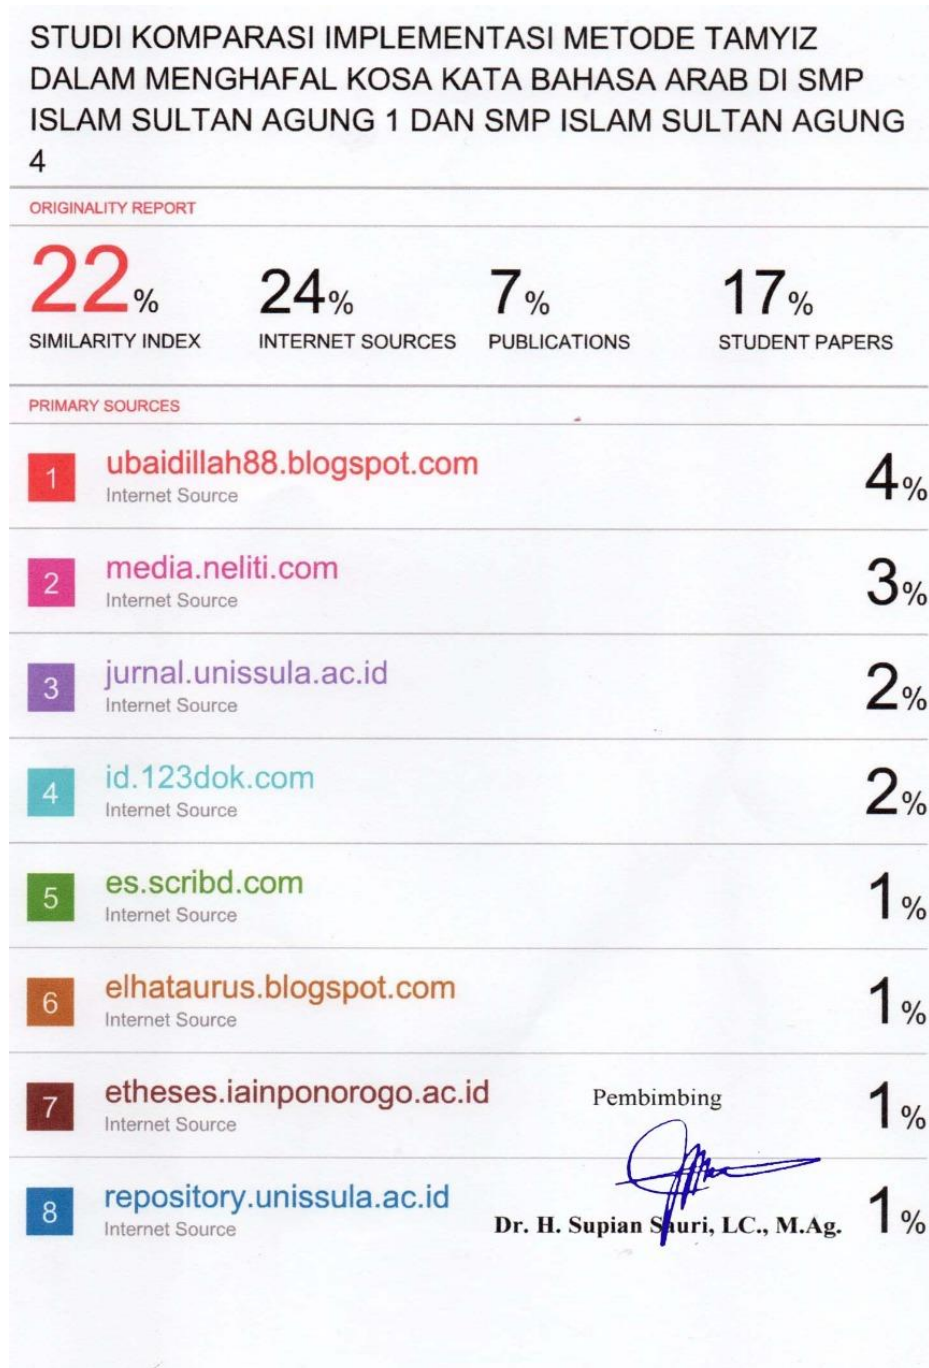 STUDI KOMPARASI IMPLEMENTASI METODE TAMYIZ
DALAM MENGHAFAL KOSA KATA BAHASA ARAB DI SMP
ISLAM SULTAN AGUNG 1 DAN SMP ISLAM SULTAN AGUNG
4
ORIGINALITY REPORT
22% 24% 7% 17%
SIMILARITY INDEX INTERNET SOURCES PUBLICATIONS STUDENT PAPERS
PRIMARY SOURCES
1 ubaidillah88.blogspot.com 4%
Internet Source
2 media.neliti.com 3%
Internet Source
3 jurnal.unissula.ac.id 2%
Internet Source
4 id.123dok.com 2%
Internet Source
5 es.scribd.com 1%
Internet Source
6 elhataurus.blogspot.com 1%
Internet Source
7 etheses.iainponorogo.ac.id 1%
Internet Source
Pembimbing
8 repository.unissula.ac.id 1%
Internet Source
Dr. H. Supian Sauri, LC., M.Ag.